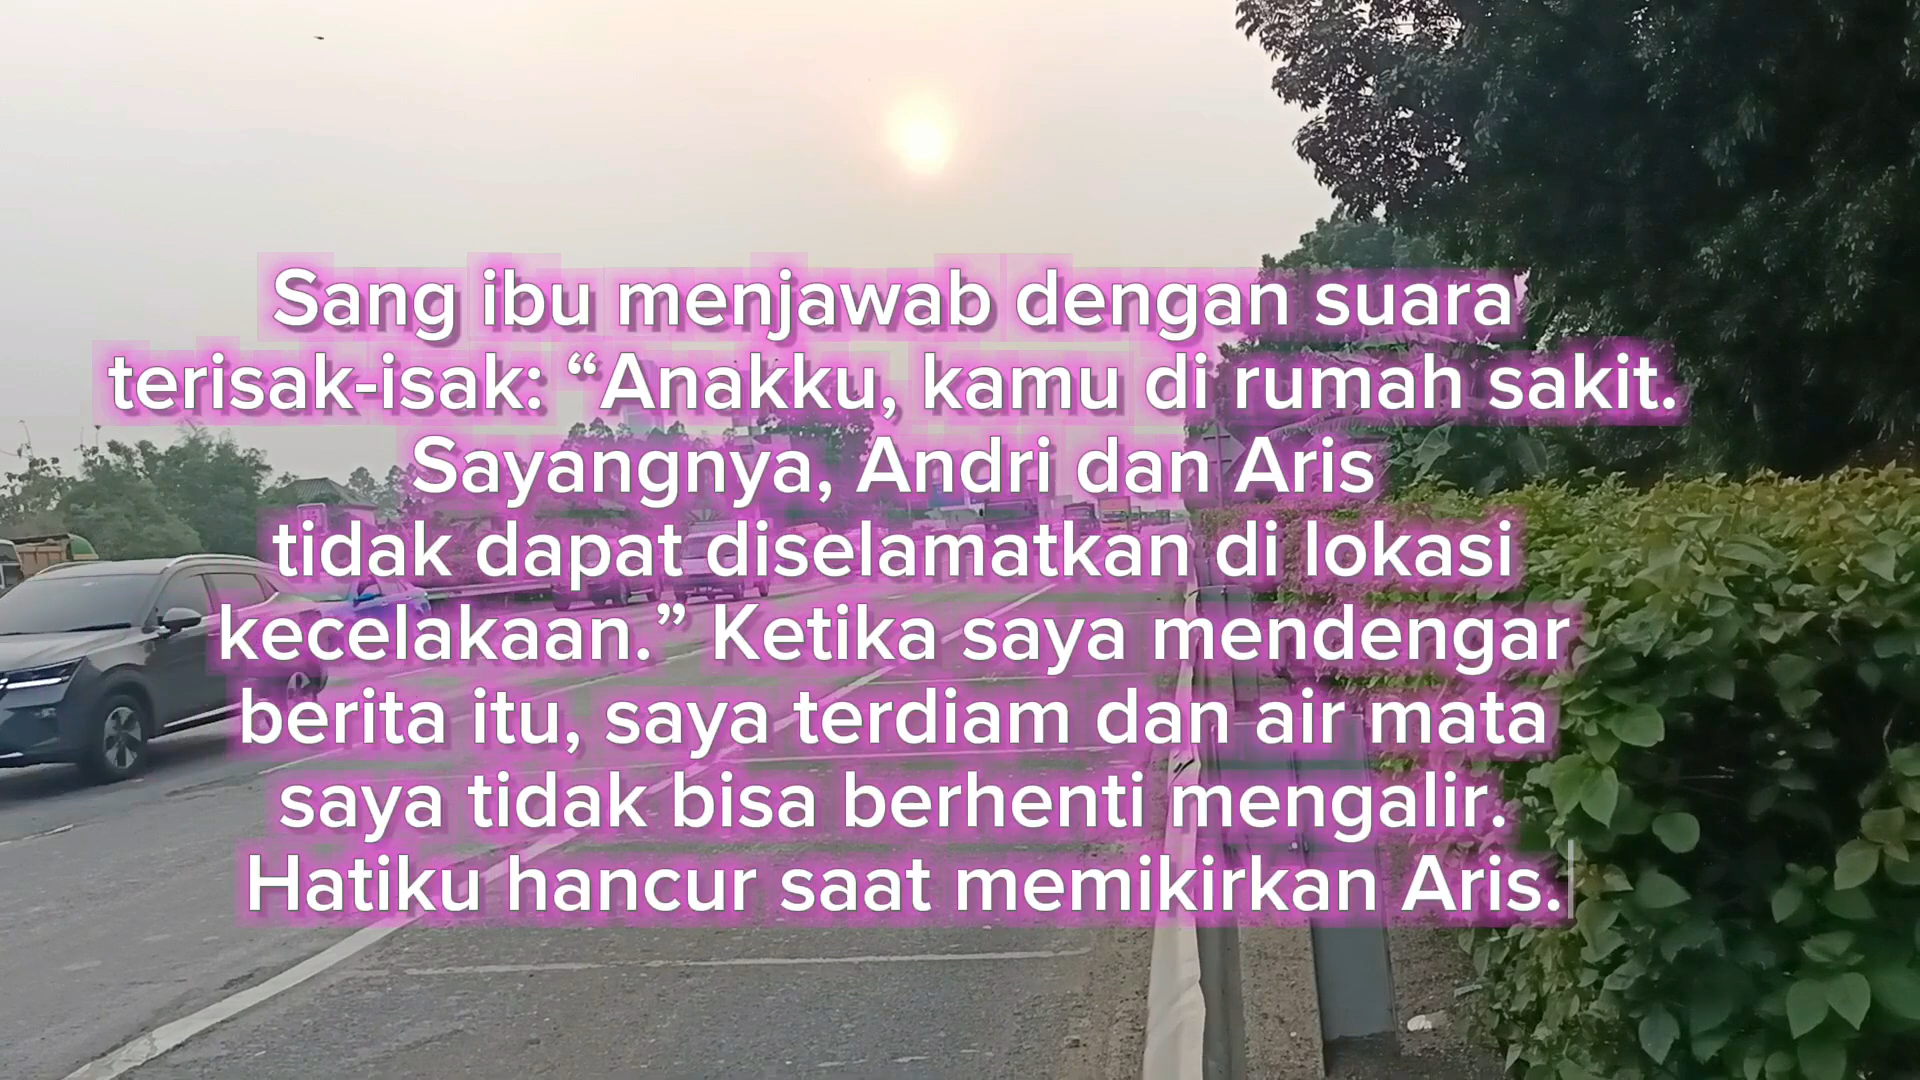 Sang ibu menjawab dengan suara
terisak-isak: “Anakku, kamu di rumah sakit.
Sayangnya, Andri dan Aris
tidak dapat diselamatkan di lokasi
kecelakaan.” Ketika saya mendengar
berita itu, saya terdiam dan air mata
saya tidak bisa berhenti mengalir.
Hatiku hancur saat memikirkan Aris.